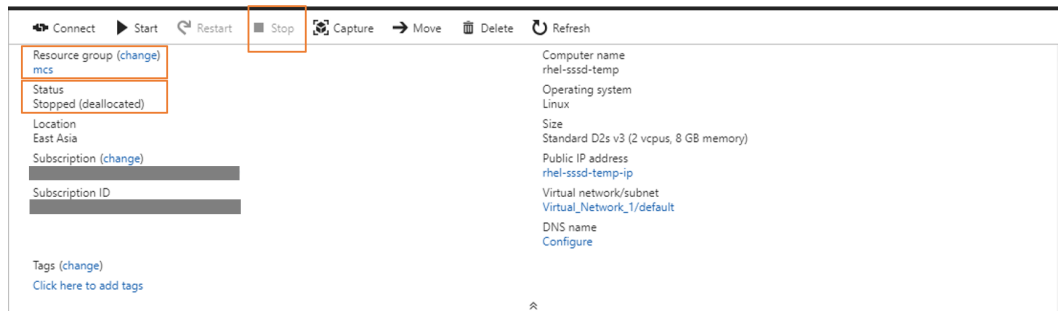 Connect Start Restart Stop Capture Move Delete Refresh
Resource group (change)
mcs
Status
Stopped (deallocated)
Location
East Asia
Subscription (change)
Subscription ID
Tags (change)
Click here to add tags
Computer name
rhel-sssd-temp
Operating system
Linux
Size
Standard D2s v3 (2 vcpus, 8 GB memory)
Public IP address
rhel-sssd-temp-ip
Virtual network/subnet
Virtual_Network_1/default
DNS name
Configure